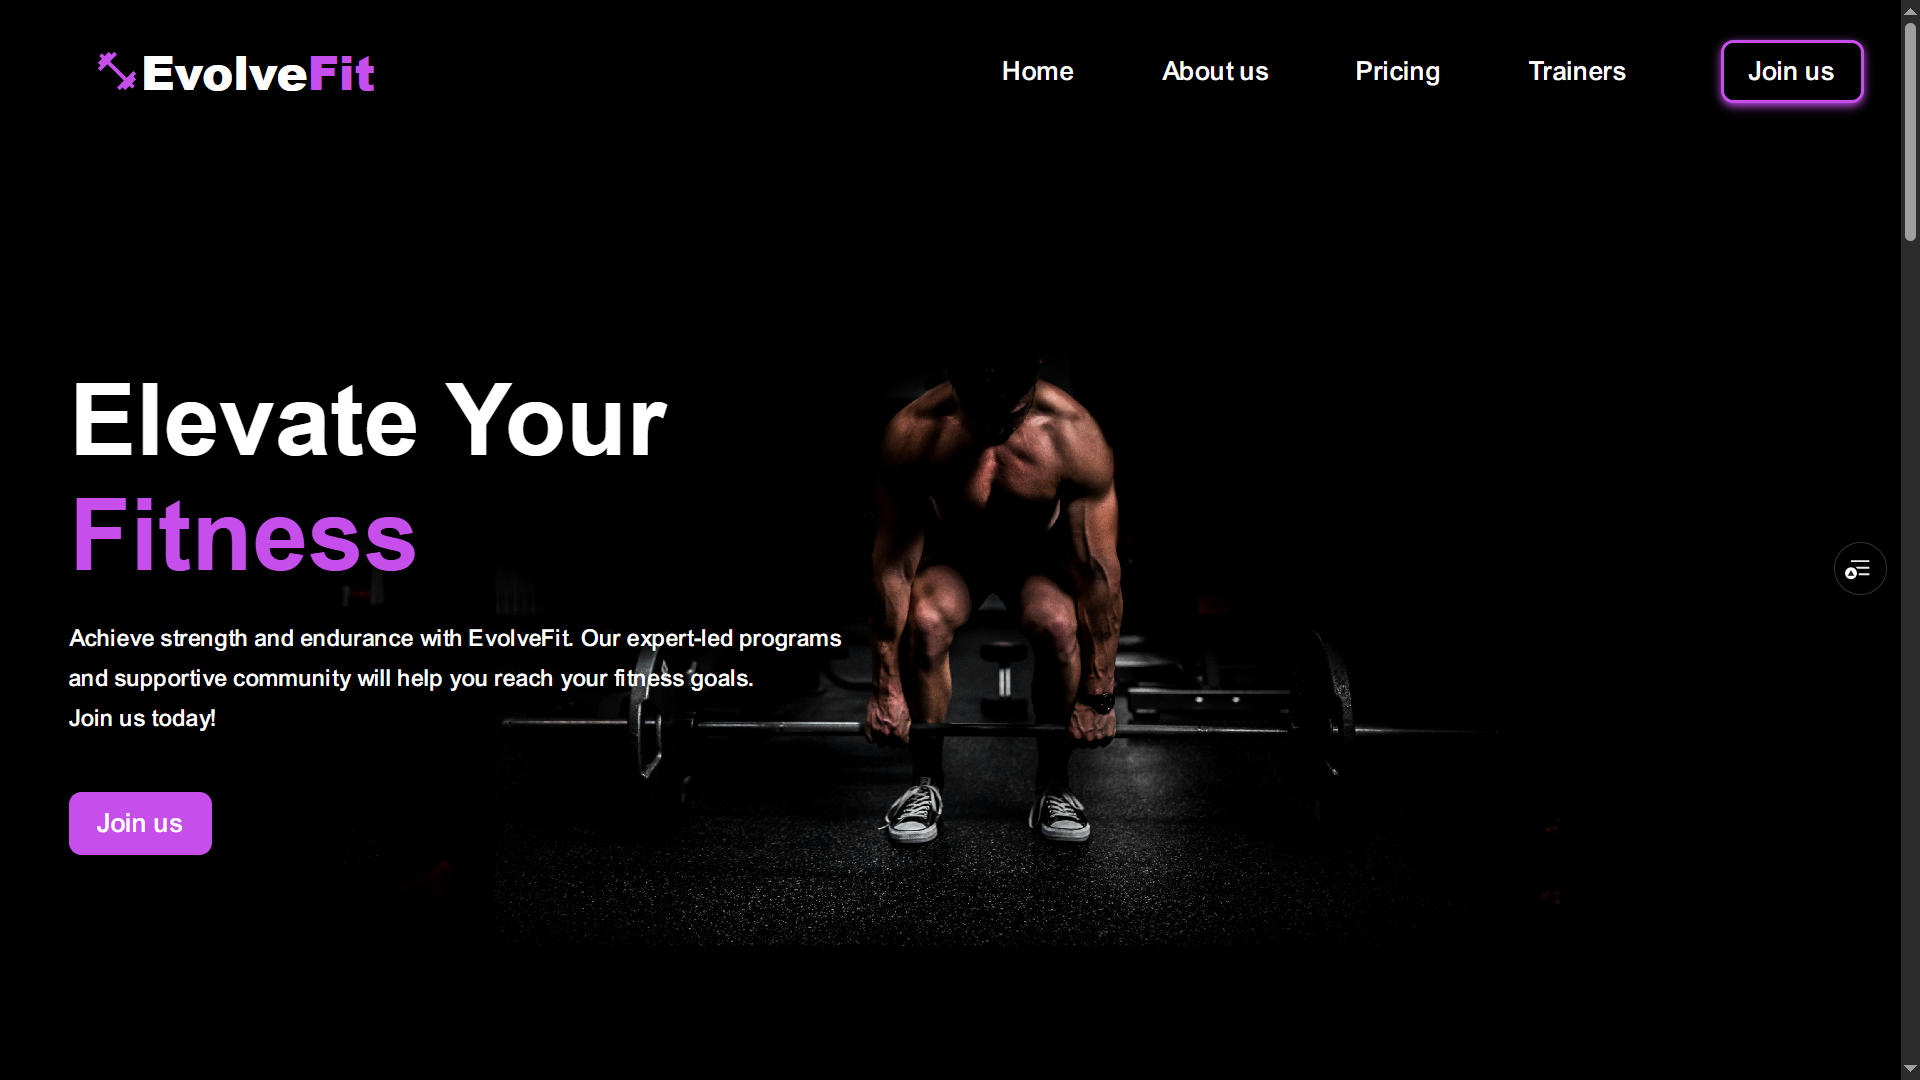 EvolveFit
Home
About us
Pricing
Trainers
Join us
Elevate Your
Fitness
Achieve strength and endurance with EvolveFit. Our expert-led programs
and supportive community will help you reach your fitness goals.
Join us today!
Join us